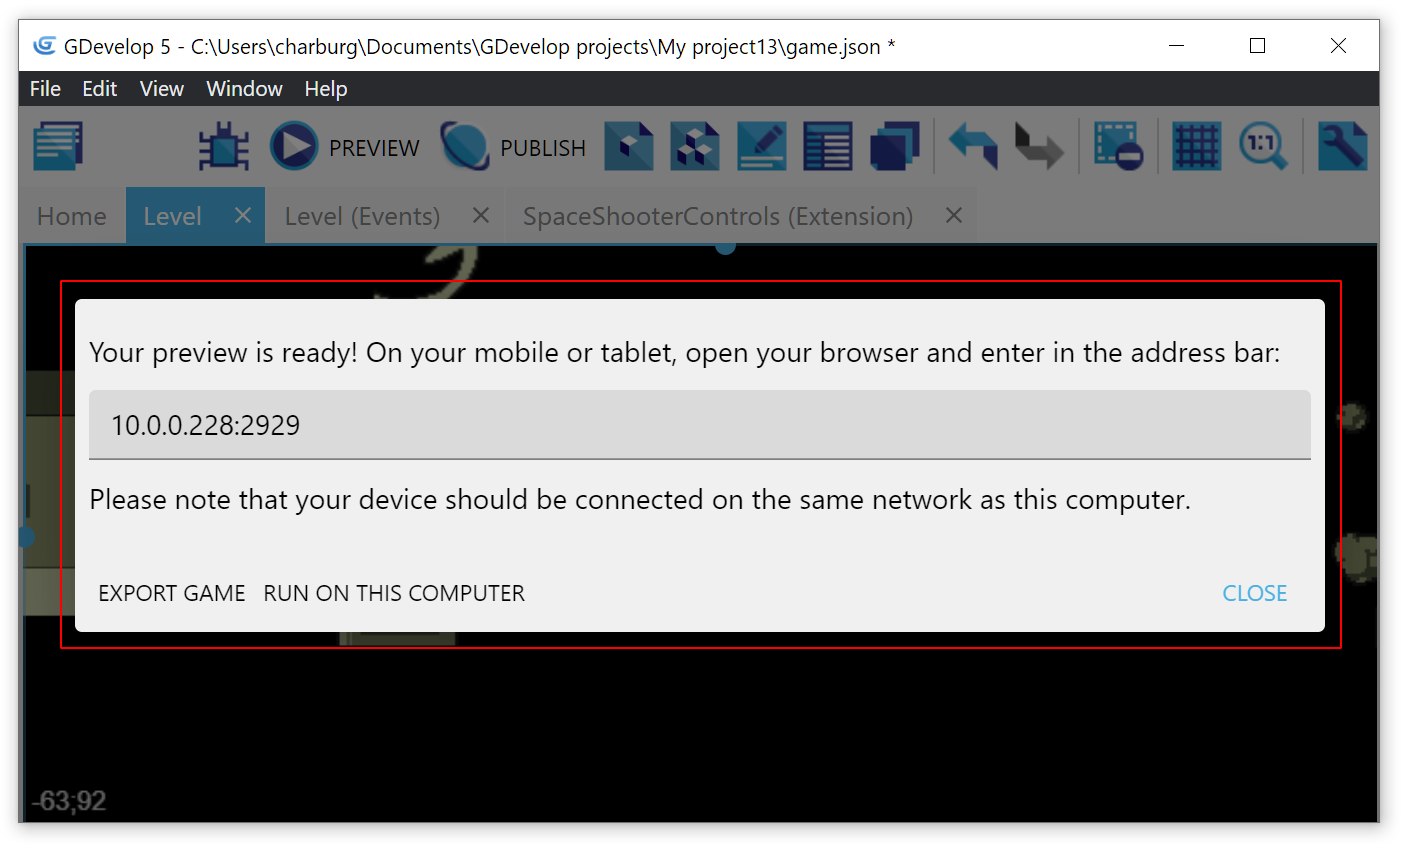 GDevelop 5 - C:\Users\charburg\Documents\GDevelop projects\My project13\game.json *
File Edit View Window Help
PREVIEW PUBLISH 1:1
Home Level Level (Events) SpaceShooterControls (Extension)
Your preview is ready! On your mobile or tablet, open your browser and enter in the address bar:
10.0.0.228:2929
Please note that your device should be connected on the same network as this computer.
EXPORT GAME RUN ON THIS COMPUTER CLOSE
-63;92